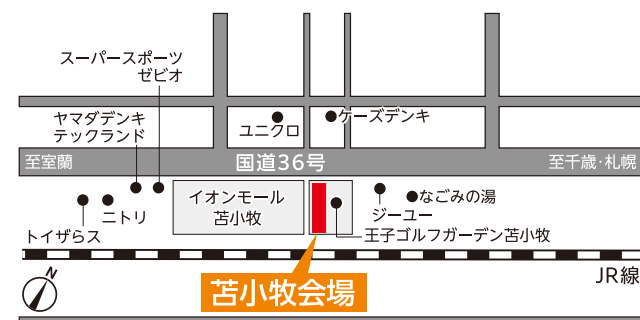 スーパースポーツ
ゼビオ
ヤマダデンキ
テックランド
ユニクロ
ケーズデンキ
至室蘭
国道36号
至千歳・札幌
イオンモール
苫小牧
なごみの湯
ジーユー
ニトリ
トイザらス
王子ゴルフガーデン苫小牧
JR線
N
苫小牧会場